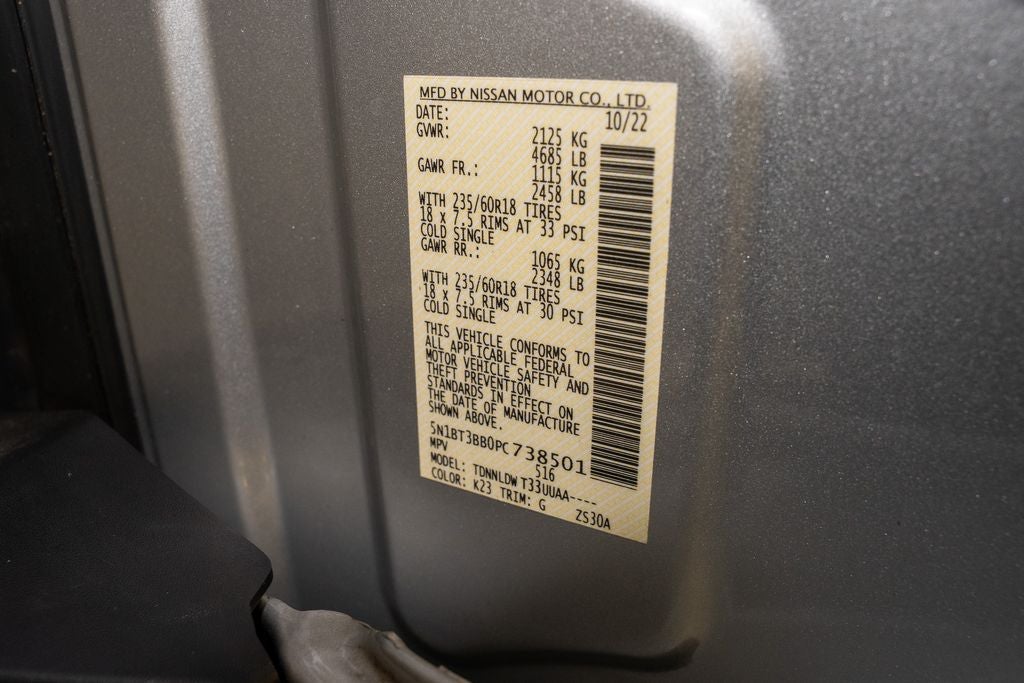 MFD BY NISSAN MOTOR CO., LTD.
DATE: 10/22
GVWR: 2125 KG
4685 LB
GAWR FR.: 1115 KG
2458 LB
WITH 235/60R18 TIRES
18 x 7.5 RIMS AT 33 PSI
COLD SINGLE
GAWR RR.: 1065 KG
2348 LB
WITH 235/60R18 TIRES
18 x 7.5 RIMS AT 30 PSI
COLD SINGLE
THIS VEHICLE CONFORMS TO
ALL APPLICABLE FEDERAL
MOTOR VEHICLE SAFETY AND
THEFT PREVENTION
STANDARDS IN EFFECT ON
THE DATE OF MANUFACTURE
SHOWN ABOVE.
5N1BT3BB0PC738501
MPV 516
MODEL: TDNNLDW T33UUAA----
COLOR: K23 TRIM: G ZS30A